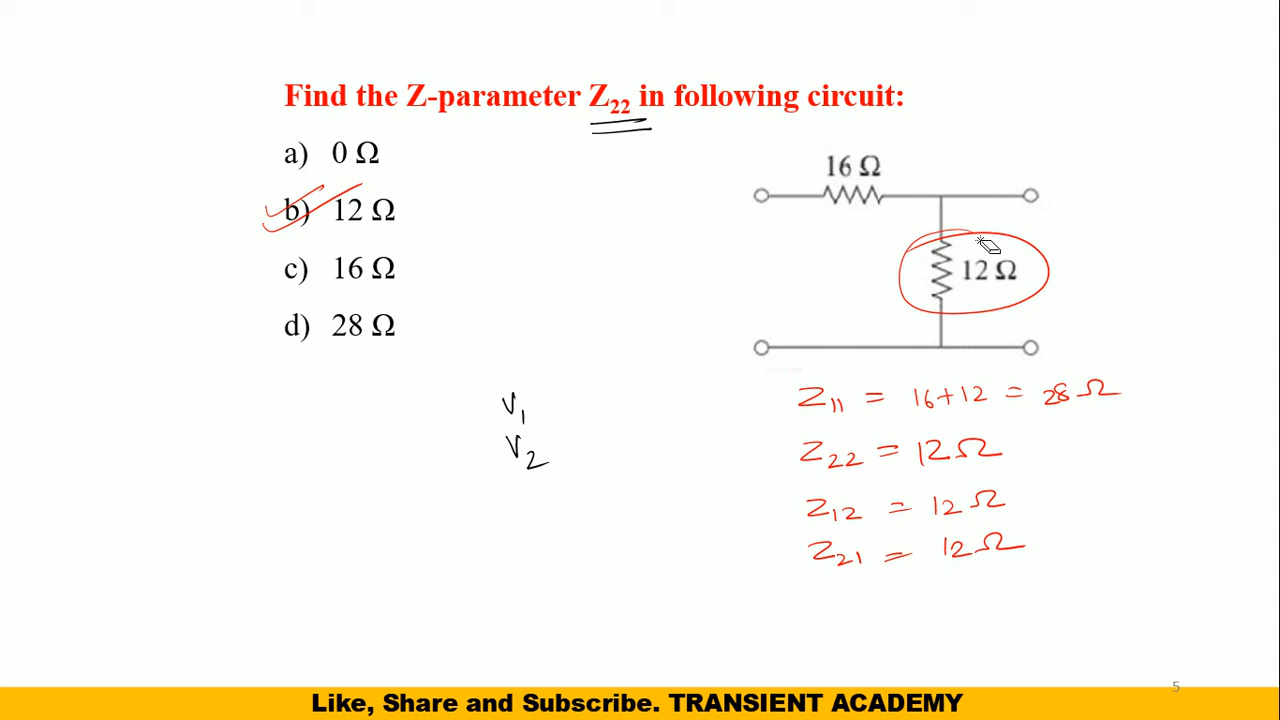 Find the Z-parameter Z₂₂ in following circuit:
a) 0 Ω
b) 12 Ω
c) 16 Ω
d) 28 Ω
16 Ω
12 Ω
V₁
V₂
Z₁₁ = 16+12 = 28 Ω
Z₂₂ = 12 Ω
Z₁₂ = 12 Ω
Z₂₁ = 12 Ω
5
Like, Share and Subscribe. TRANSIENT ACADEMY